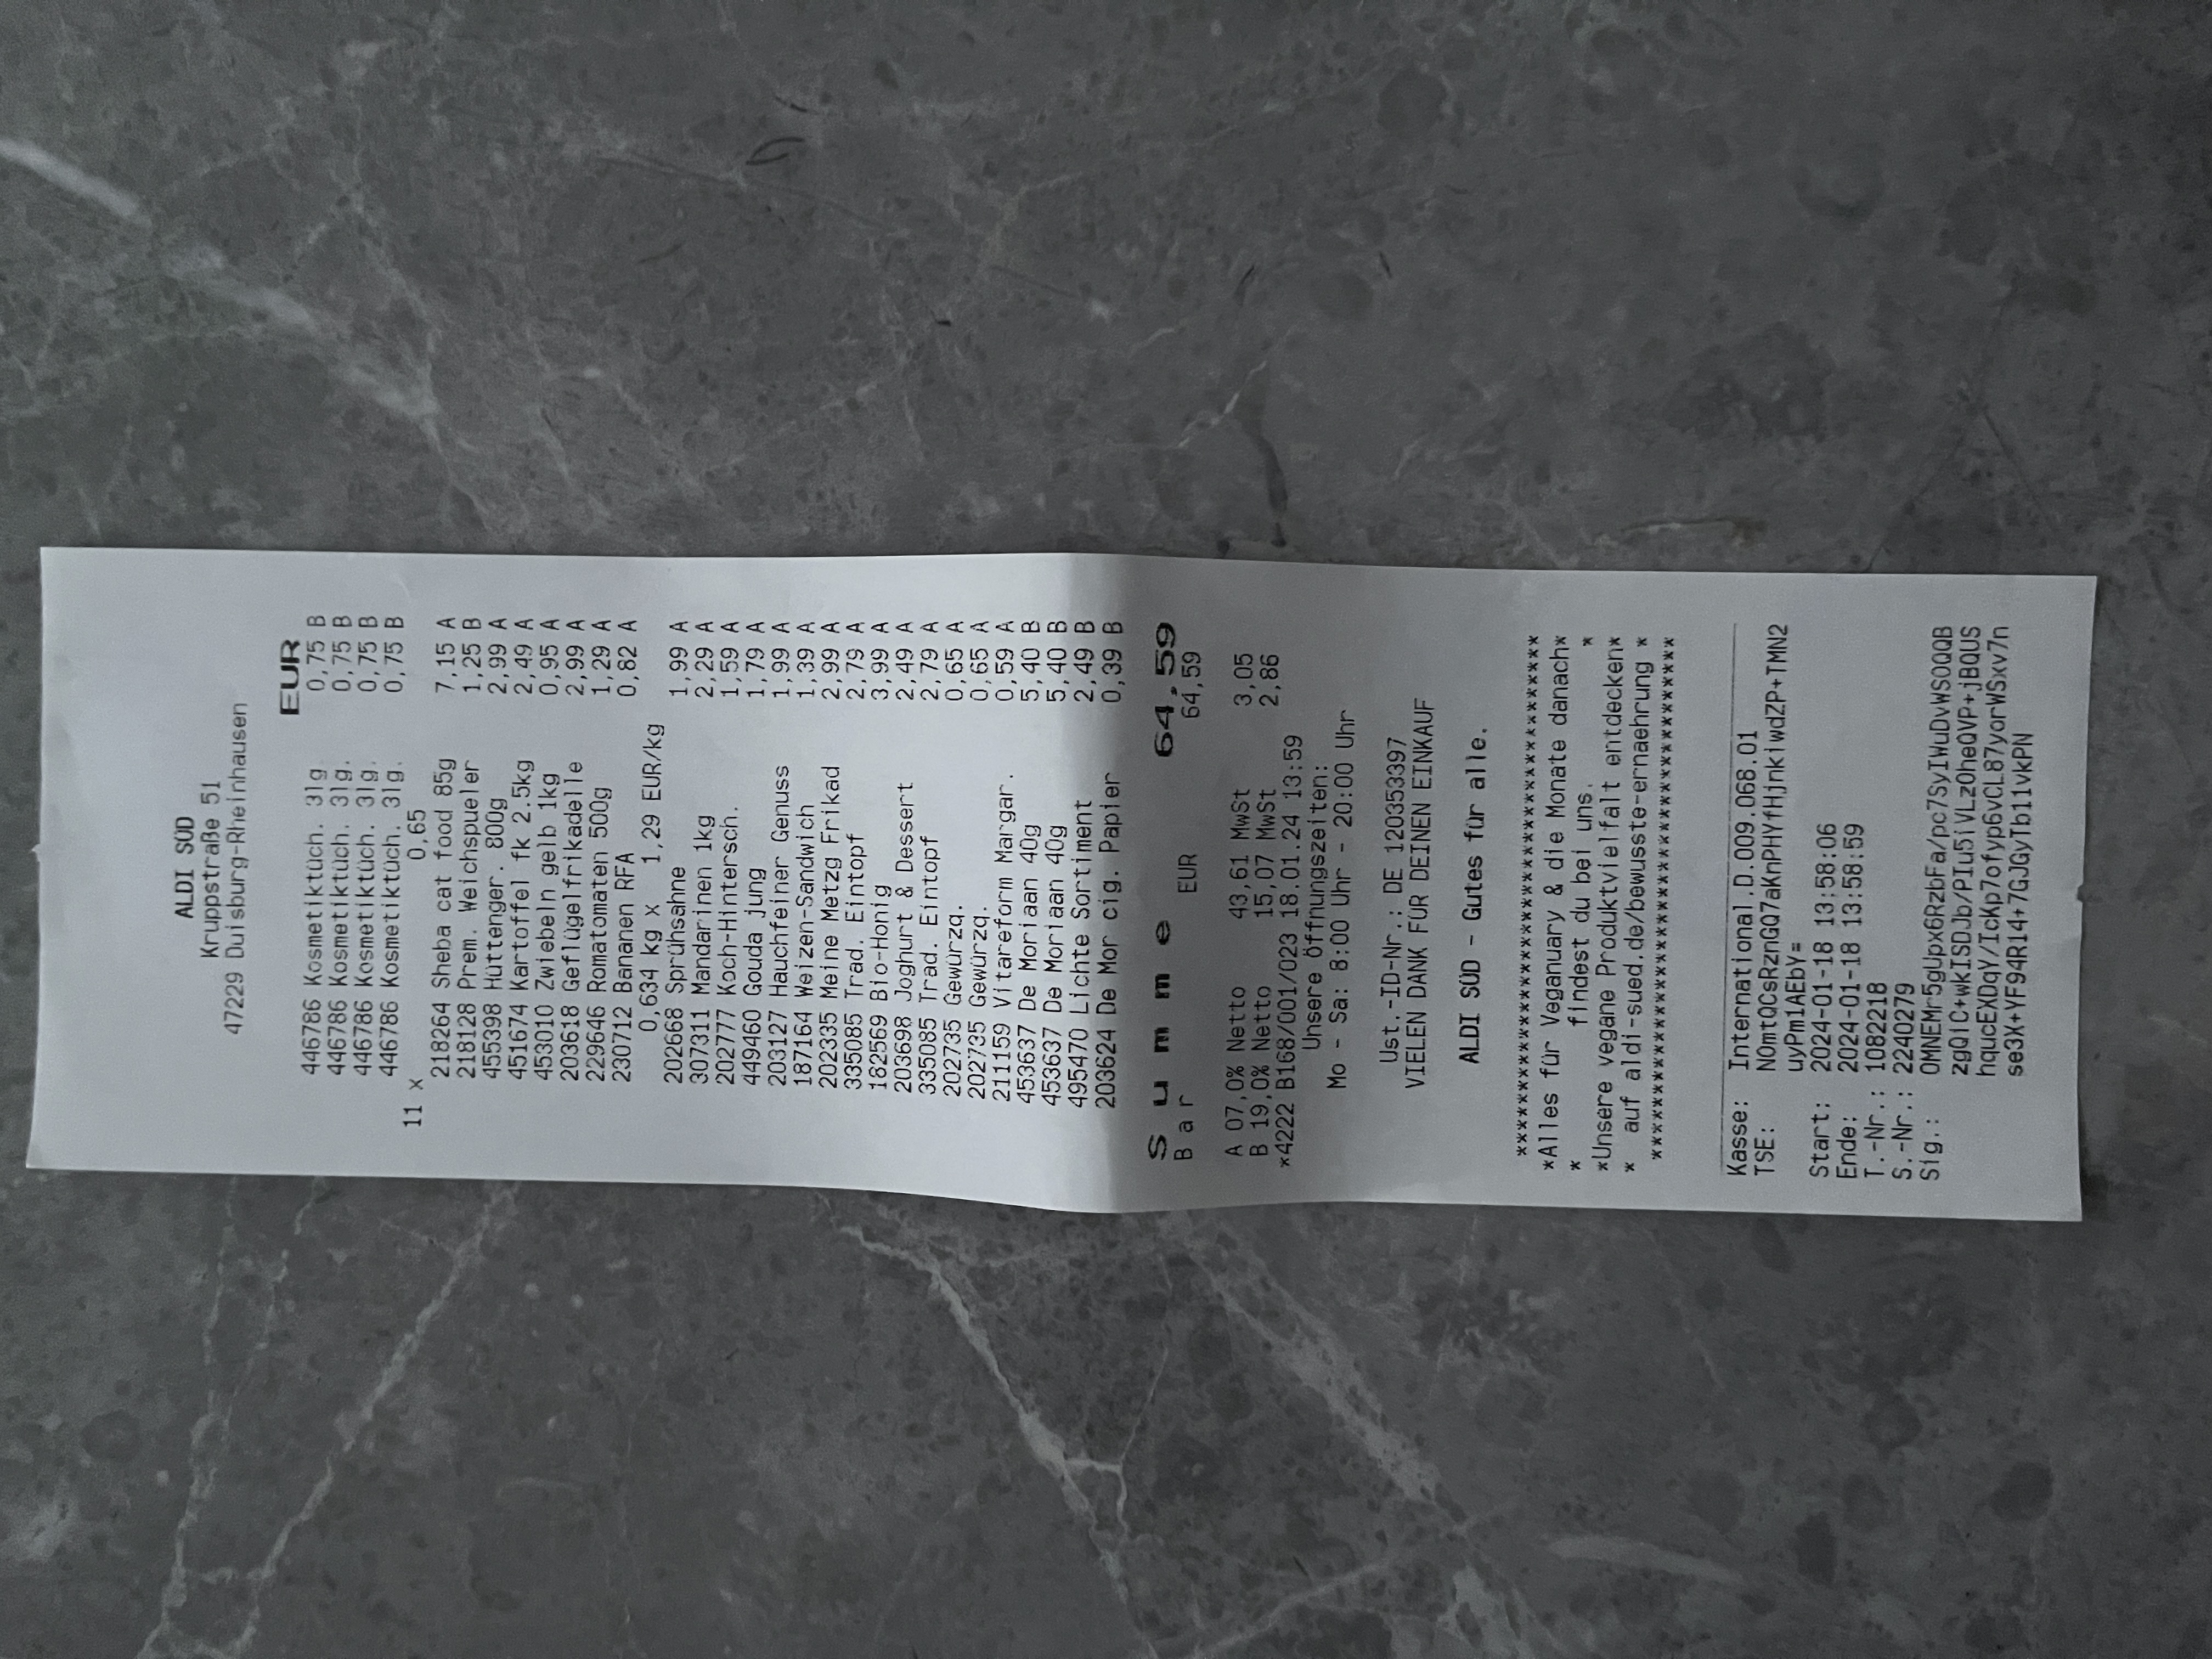 ALDI SÜD
Kruppstraße 51
47229 Duisburg-Rheinhausen
EUR
446786 Kosmetiktüch. 31g. 0,75 B
446786 Kosmetiktüch. 31g. 0,75 B
446786 Kosmetiktüch. 31g. 0,75 B
446786 Kosmetiktüch. 31g. 0,75 B
11 x 0,65
218264 Sheba cat food 85g 7,15 A
218128 Prem. Weichspueler 1,25 B
455398 Hüttenger. 800g 2,99 A
451674 Kartoffel fk 2.5kg 2,49 A
453010 Zwiebeln gelb 1kg 0,95 A
203618 Geflügelfrikadelle 2,99 A
229646 Romatomaten 500g 1,29 A
230712 Bananen RFA 0,82 A
0,634 kg x 1,29 EUR/kg
202668 Sprühsahne 1,99 A
307311 Mandarinen 1kg 2,29 A
202777 Koch-Hintersch. 1,59 A
449460 Gouda jung 1,79 A
203127 Hauchfeiner Genuss 1,99 A
187164 Weizen-Sandwich 1,39 A
202335 Meine Metzg Frikad 2,99 A
335085 Trad. Eintopf 2,79 A
182569 Bio-Honig 3,99 A
203698 Joghurt & Dessert 2,49 A
335085 Trad. Eintopf 2,79 A
202735 Gewürzq. 0,65 A
202735 Gewürzq. 0,65 A
211159 Vitareform Margar. 0,59 A
453637 De Moriaan 40g 5,40 B
453637 De Moriaan 40g 5,40 B
495470 Lichte Sortiment 2,49 B
203624 De Mor cig. Papier 0,39 B
Summe 64,59
Bar EUR 64,59
A 07,0% Netto 43,61 MwSt 3,05
B 19,0% Netto 15,07 MwSt 2,86
*4222 B168/001/023 18.01.24 13:59
Unsere Öffnungszeiten:
Mo - Sa: 8:00 Uhr - 20:00 Uhr
Ust.-ID-Nr.: DE 120353397
VIELEN DANK FÜR DEINEN EINKAUF
ALDI SÜD - Gutes für alle.
****************************************
*Alles für Veganuary & die Monate danach*
* findest du bei uns. *
*Unsere vegane Produktvielfalt entdecken*
* auf aldi-sued.de/bewusste-ernaehrung *
****************************************
Kasse: International.D.009.068.01
TSE: NOmtQCsRznGQ7aKnPHYfHjnkiwdZP+TMN2
uyPm1AEbY=
Start: 2024-01-18 13:58:06
Ende: 2024-01-18 13:58:59
T.-Nr.: 1082218
S.-Nr.: 2240279
Sig.: OMNEMr5gUpx6RzbFa/pc7SyIWuDvWSOQQB
zgQiC+wkISDJb/PIu5iVLzOheQVP+jBQUS
hqucEXDqY/IcKp7ofyp6vCL87yorWSxv7n
se3X+YF94R14+7GJGyTb11vkPN